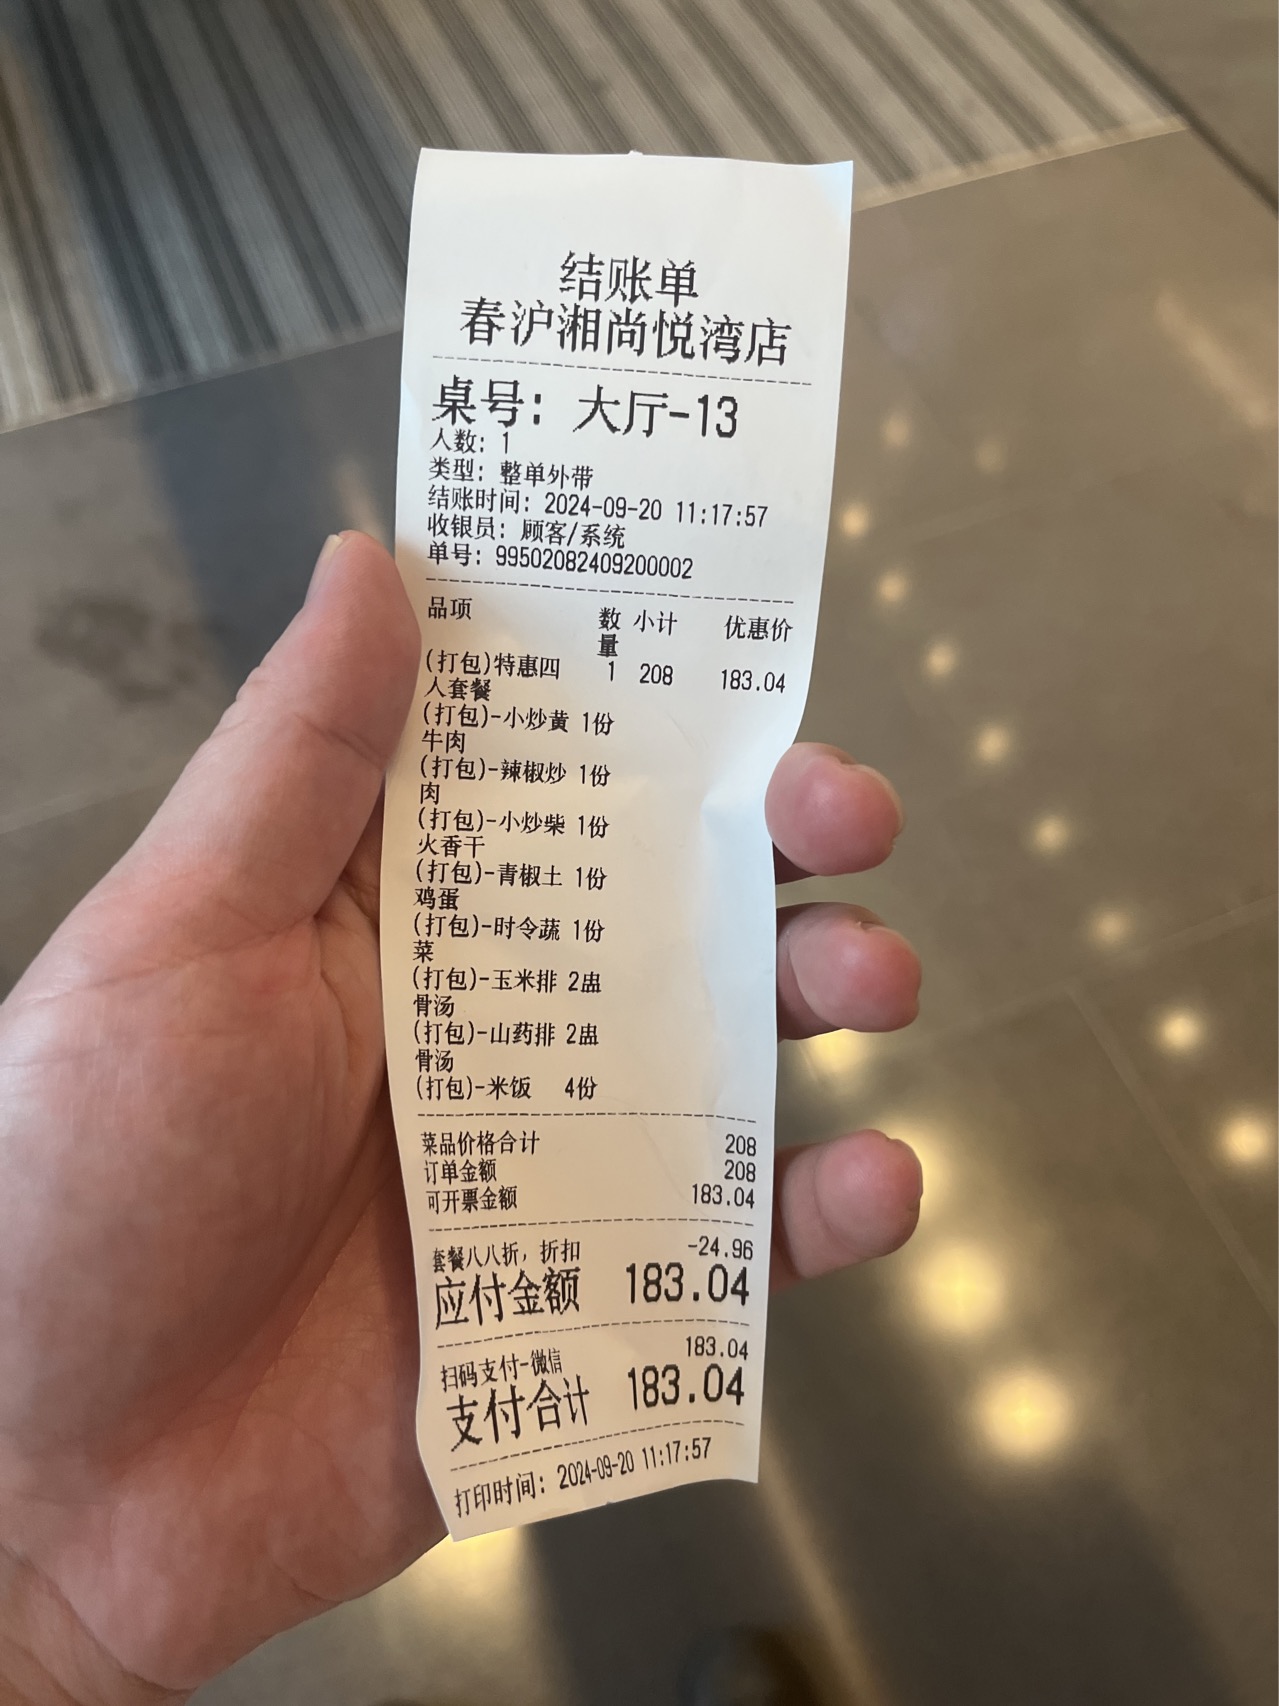 结账单
春沪湘尚悦湾店
桌号：大厅-13
人数：1
类型：整单外带
结账时间：2024-09-20 11:17:57
收银员：顾客/系统
单号：99502082409200002
品项 数量 小计 优惠价
(打包)特惠四 1 208 183.04
人套餐
(打包)-小炒黄 1份
牛肉
(打包)-辣椒炒 1份
肉
(打包)-小炒柴 1份
火香干
(打包)-青椒土 1份
鸡蛋
(打包)-时令蔬 1份
菜
(打包)-玉米排 2盅
骨汤
(打包)-山药排 2盅
骨汤
(打包)-米饭 4份
菜品价格合计 208
订单金额 208
可开票金额 183.04
套餐八八折，折扣 -24.96
应付金额 183.04
扫码支付-微信 183.04
支付合计 183.04
打印时间：2024-09-20 11:17:57